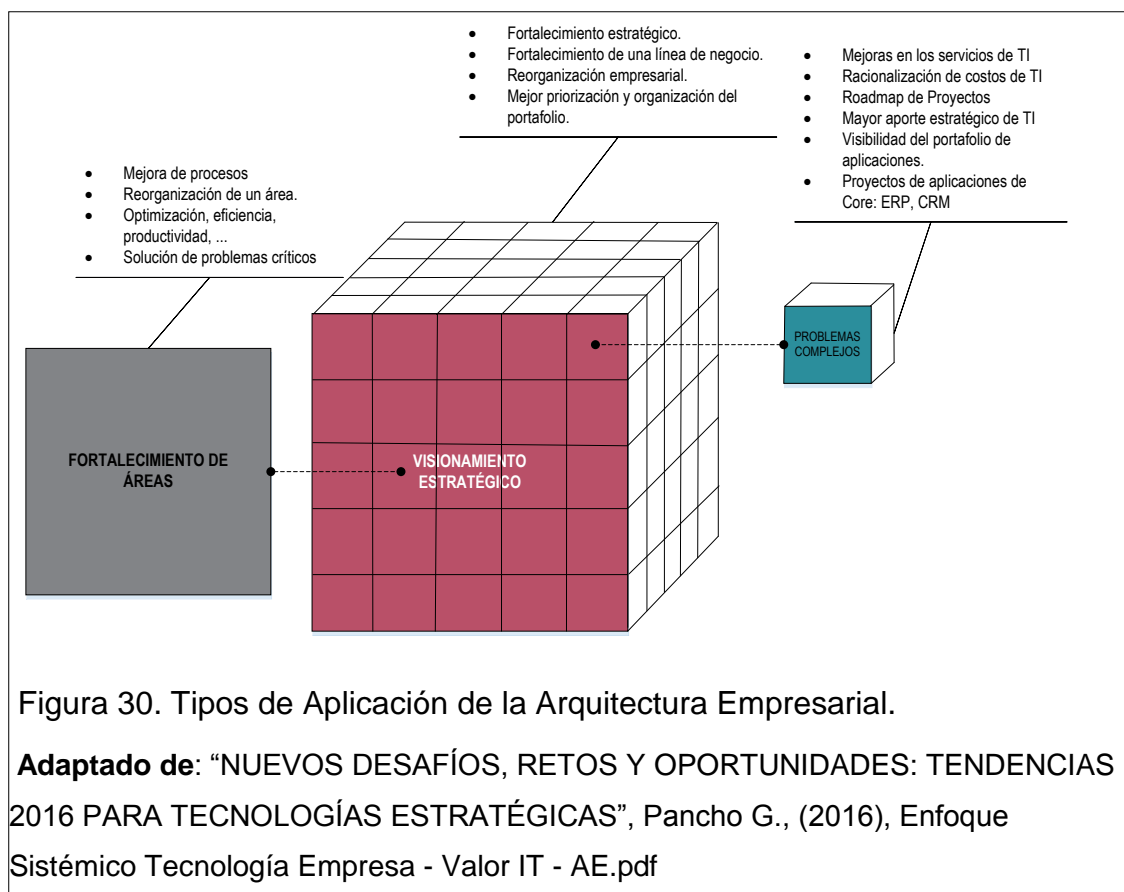 • Fortalecimiento estratégico.
• Fortalecimiento de una línea de negocio.
• Reorganización empresarial.
• Mejor priorización y organización del
portafolio.
• Mejoras en los servicios de TI
• Racionalización de costos de TI
• Roadmap de Proyectos
• Mayor aporte estratégico de TI
• Visibilidad del portafolio de
aplicaciones.
• Proyectos de aplicaciones de
Core: ERP, CRM
• Mejora de procesos
• Reorganización de un área.
• Optimización, eficiencia,
productividad, ...
• Solución de problemas críticos
PROBLEMAS
COMPLEJOS
FORTALECIMIENTO DE
ÁREAS
VISIONAMIENTO
ESTRATÉGICO
Figura 30. Tipos de Aplicación de la Arquitectura Empresarial.
Adaptado de: “NUEVOS DESAFÍOS, RETOS Y OPORTUNIDADES: TENDENCIAS
2016 PARA TECNOLOGÍAS ESTRATÉGICAS”, Pancho G., (2016), Enfoque
Sistémico Tecnología Empresa - Valor IT - AE.pdf